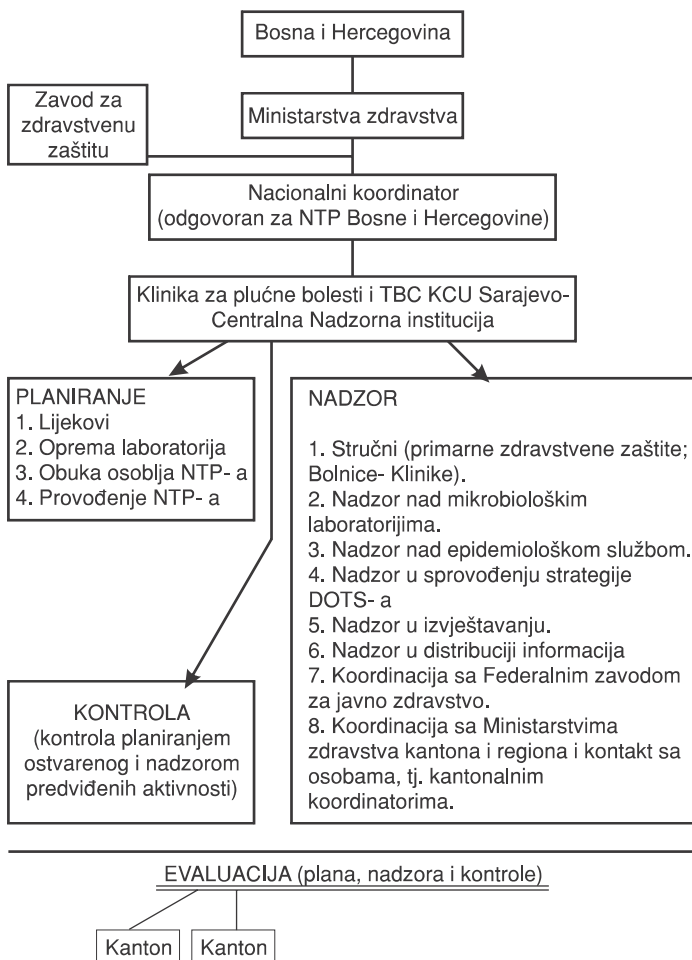 Bosna i Hercegovina
Zavod za
zdravstvenu
zaštitu
Ministarstva zdravstva
Nacionalni koordinator
(odgovoran za NTP Bosne i Hercegovine)
Klinika za plućne bolesti i TBC KCU Sarajevo-
Centralna Nadzorna institucija
PLANIRANJE
1. Lijekovi
2. Oprema laboratorija
3. Obuka osoblja NTP- a
4. Provođenje NTP- a
KONTROLA
(kontrola planiranjem
ostvarenog i nadzorom
predviđenih aktivnosti)
NADZOR
1. Stručni (primarne zdravstvene zaštite;
Bolnice- Klinike).
2. Nadzor nad mikrobiološkim
laboratorijima.
3. Nadzor nad epidemiološkom službom.
4. Nadzor u sprovođenju strategije
DOTS- a
5. Nadzor u izvještavanju.
6. Nadzor u distribuciji informacija
7. Koordinacija sa Federalnim zavodom
za javno zdravstvo.
8. Koordinacija sa Ministarstvima
zdravstva kantona i regiona i kontakt sa
osobama, tj. kantonalnim
koordinatorima.
EVALUACIJA (plana, nadzora i kontrole)
Kanton
Kanton